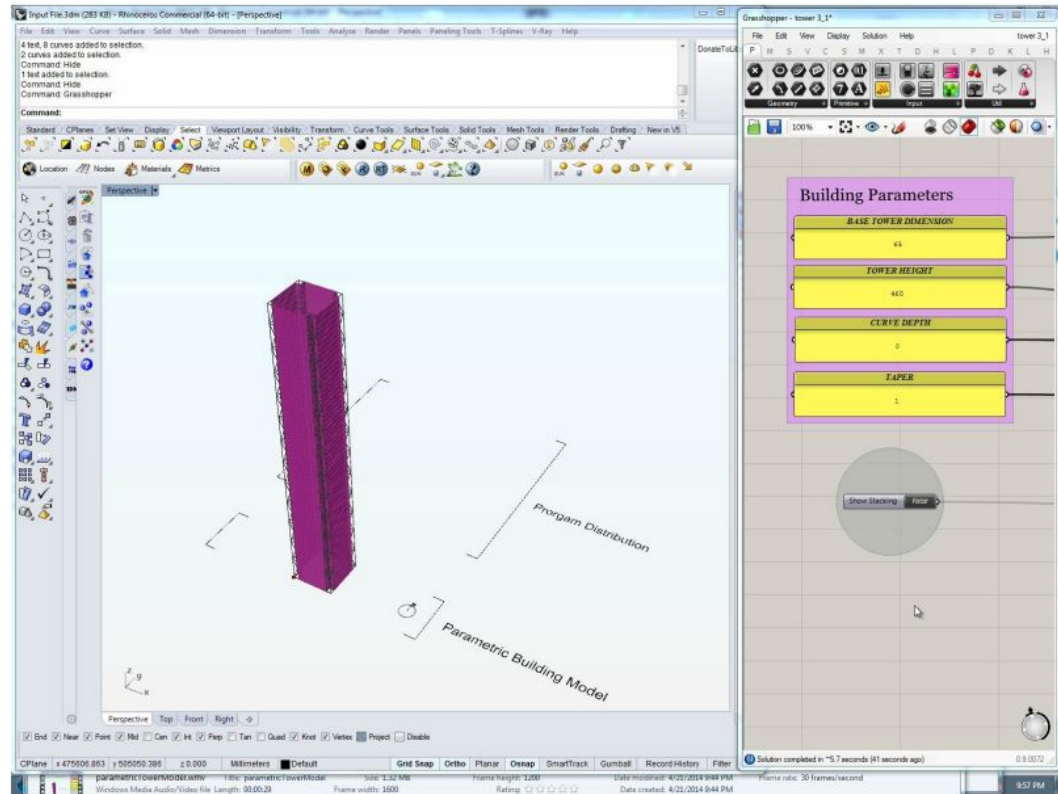 Input File.3dm (283 KB) - Rhinoceros Commercial (64-bit) - [Perspective]
File Edit View Curve Surface Solid Mesh Dimension Transform Tools Analyze Render Panels Paneling Tools T-Splines V-Ray Help
4 text, 8 curves added to selection.
2 curves added to selection.
Command: Hide
1 text added to selection.
Command: Hide
Command: Grasshopper
Command:
Standard CPlanes Set View Display Select Viewport Layout Visibility Transform Curve Tools Surface Tools Solid Tools Mesh Tools Render Tools Drafting New in V5
Location Nodes Materials Metrics
Perspective
Prorgam Distribution
Parametric Building Model
z y x
Perspective Top Front Right
End Near Point Mid Cen Int Perp Tan Quad Knot Vertex Project Disable
CPlane x 475606.863 y 505050.386 z 0.000 Millimeters Default Grid Snap Ortho Planar Osnap SmartTrack Gumball Record History Filter
DonateToLi
Grasshopper - tower 3_1*
File Edit View Display Solution Help tower 3_1
P M S V C S M X T D H L P D K L H
Geometry Primitive Input Util
100%
Building Parameters
BASE TOWER DIMENSION
65
TOWER HEIGHT
460
CURVE DEPTH
0
TAPER
1
Show Stacking False
Solution completed in ~5.7 seconds (41 seconds ago) 0.9.0072
parametricTowerModel.wmv Title: parametricTowerModel Size: 1.32 MB Frame height: 1200 Date modified: 4/21/2014 9:44 PM Frame rate: 30 frames/second
Windows Media Audio/Video file Length: 00:00:29 Frame width: 1600 Rating: Date created: 4/21/2014 9:44 PM
9:57 PM